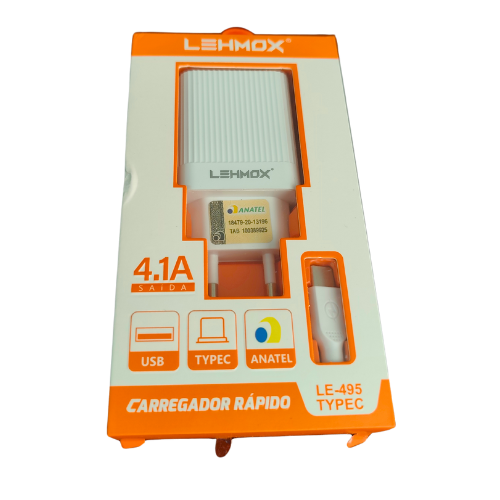 LEHMOX®
LEHMOX®
ANATEL
4.1A
SAíDA
USB
TYPEC
ANATEL
LE-495
TYPEC
CARREGADOR RÁPIDO